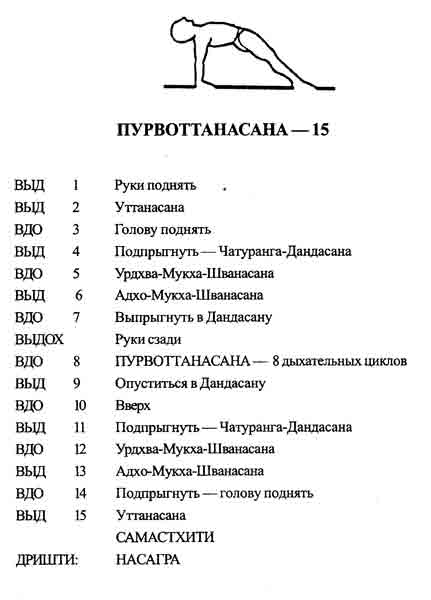 ПУРВОТТАНАСАНА — 15
ВЫД 1 Руки поднять
ВЫД 2 Уттанасана
ВДО 3 Голову поднять
ВЫД 4 Подпрыгнуть — Чатуранга-Дандасана
ВДО 5 Урдхва-Мукха-Шванасана
ВЫД 6 Адхо-Мукха-Шванасана
ВДО 7 Выпрыгнуть в Дандасану
ВЫДОХ Руки сзади
ВДО 8 ПУРВОТТАНАСАНА — 8 дыхательных циклов
ВЫД 9 Опуститься в Дандасану
ВДО 10 Вверх
ВЫД 11 Подпрыгнуть — Чатуранга-Дандасана
ВДО 12 Урдхва-Мукха-Шванасана
ВЫД 13 Адхо-Мукха-Шванасана
ВДО 14 Подпрыгнуть — голову поднять
ВЫД 15 Уттанасана
САМАСТХИТИ
ДРИШТИ: НАСАГРА